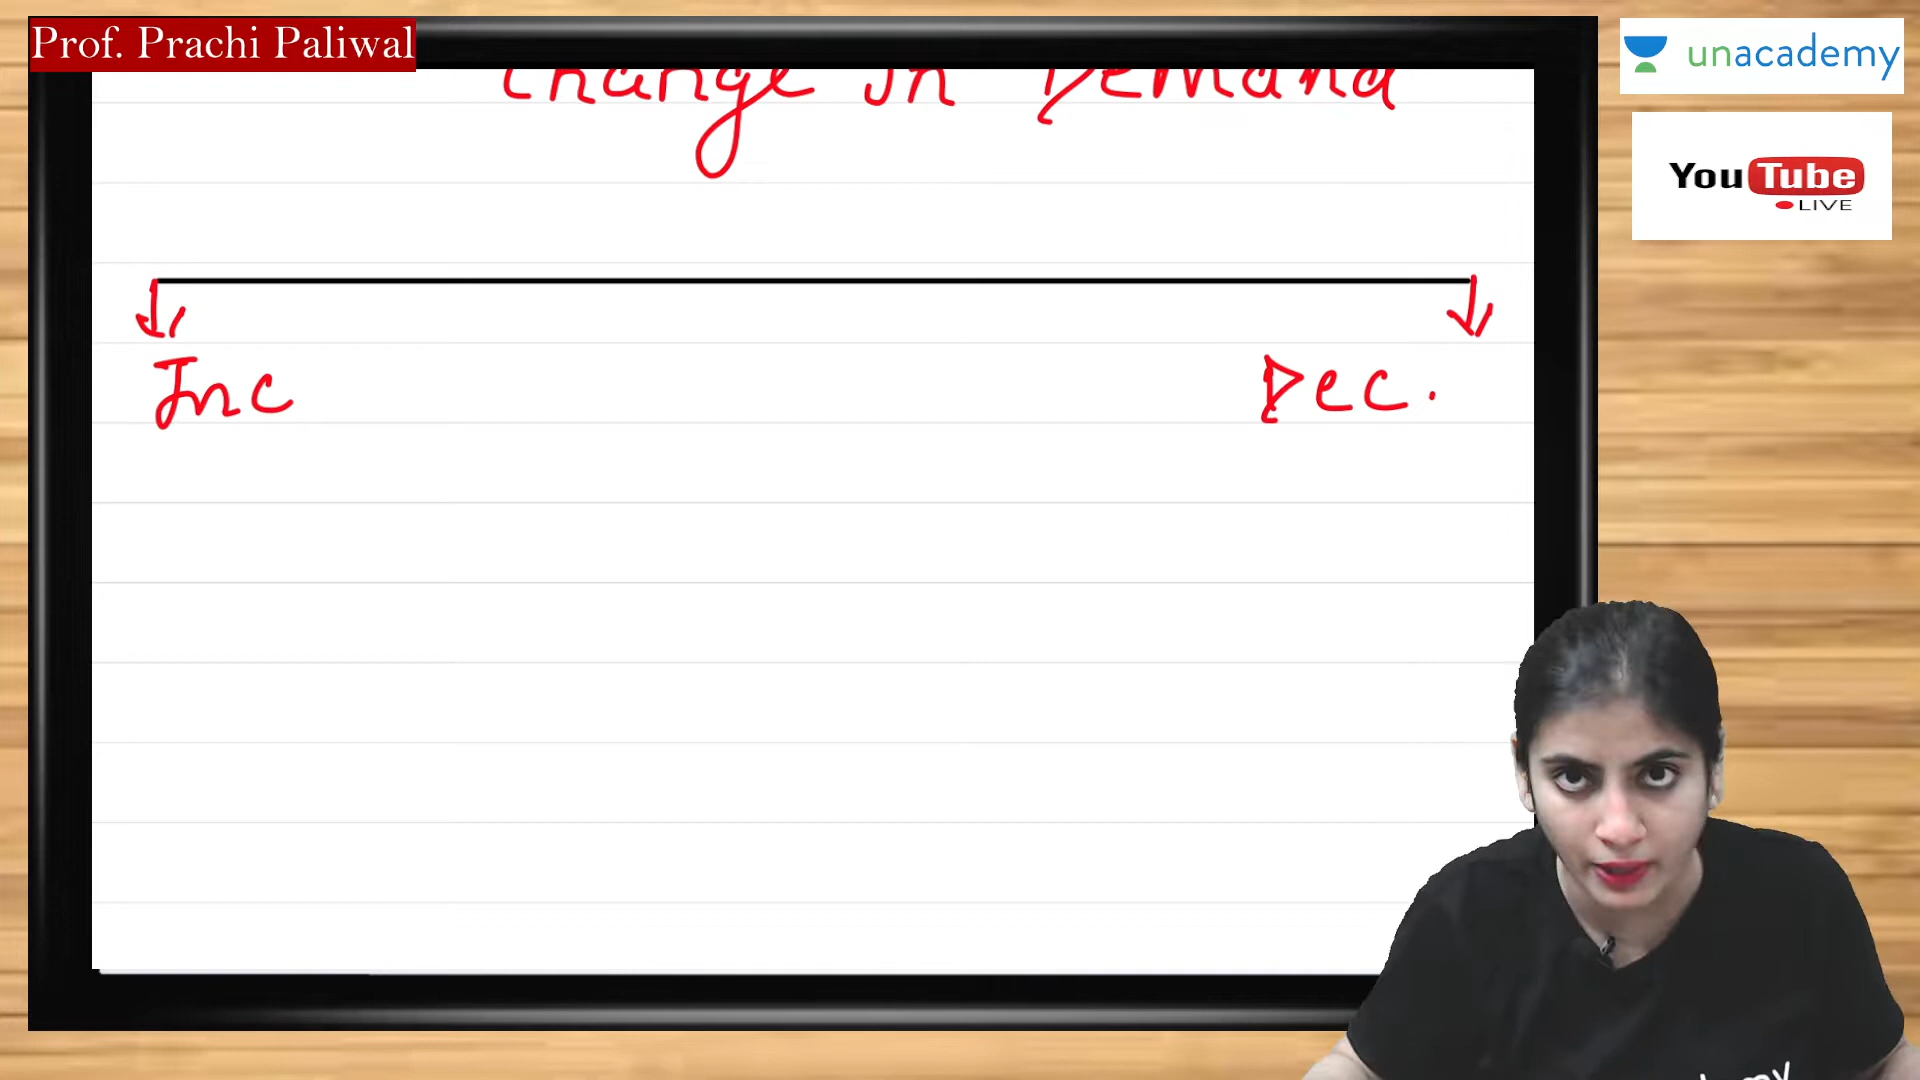 Prof. Prachi Paliwal
unacademy
YouTube
LIVE
Change in Demand
Inc
Dec.